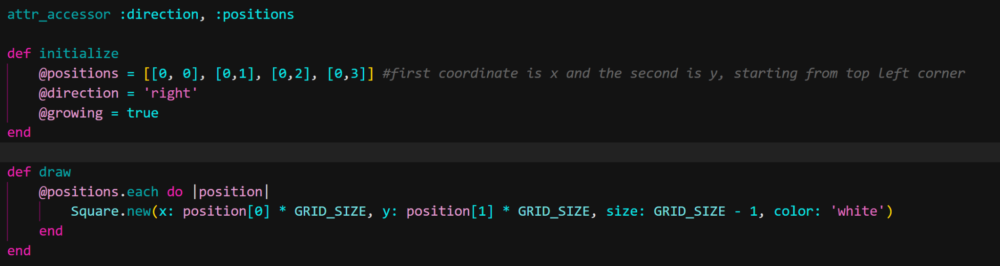 attr_accessor :direction, :positions
def initialize
@positions = [[0, 0], [0,1], [0,2], [0,3]] #first coordinate is x and the second is y, starting from top left corner
@direction = 'right'
@growing = true
end
def draw
@positions.each do |position|
Square.new(x: position[0] * GRID_SIZE, y: position[1] * GRID_SIZE, size: GRID_SIZE - 1, color: 'white')
end
end